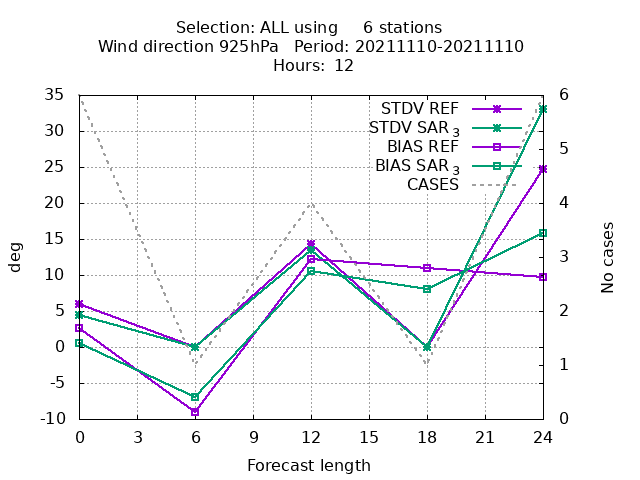 Selection: ALL using     6 stations
Wind direction 925hPa   Period: 20211110-20211110
Hours: 12
STDV REF
STDV SAR 3
BIAS REF
BIAS SAR 3
CASES
35
30
25
20
15
10
5
0
-5
-10
deg
6
5
4
3
2
1
0
No cases
0 3 6 9 12 15 18 21 24
Forecast length